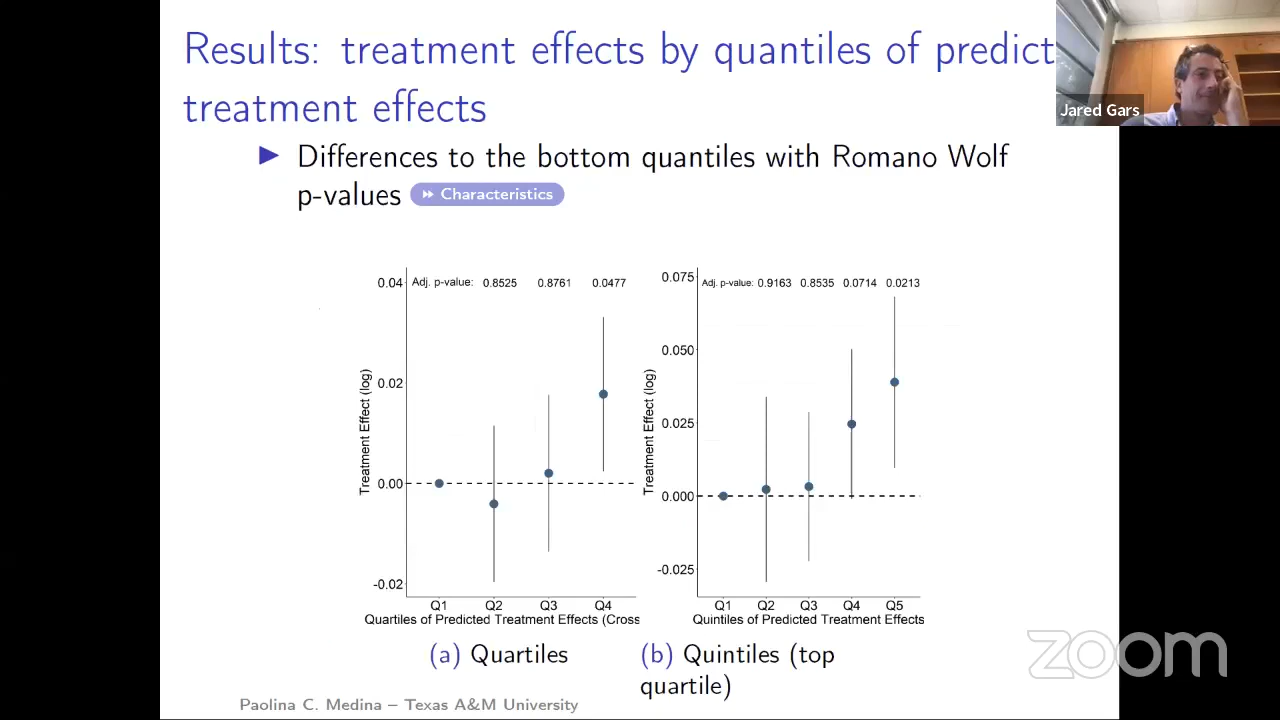 Results: treatment effects by quantiles of predict
treatment effects
Jared Gars
Differences to the bottom quantiles with Romano Wolf
p-values Characteristics
0.04
Adj. p-value: 0.8525 0.8761 0.0477
0.02
0.00
-0.02
Treatment Effect (log)
Q1 Q2 Q3 Q4
Quartiles of Predicted Treatment Effects (Cross
(a) Quartiles
0.075
Adj. p-value: 0.9163 0.8535 0.0714 0.0213
0.050
0.025
0.000
-0.025
Treatment Effect (log)
Q1 Q2 Q3 Q4 Q5
Quintiles of Predicted Treatment Effects
(b) Quintiles (top
quartile)
Paolina C. Medina – Texas A&M University
zoom